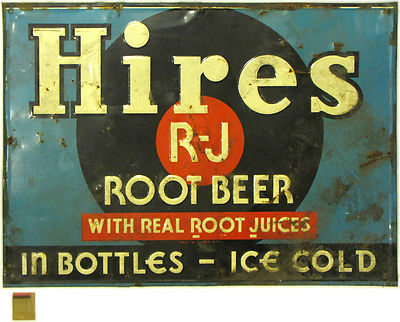 Hires
R-J
ROOT BEER
WITH REAL ROOT JUICES
IN BOTTLES - ICE COLD